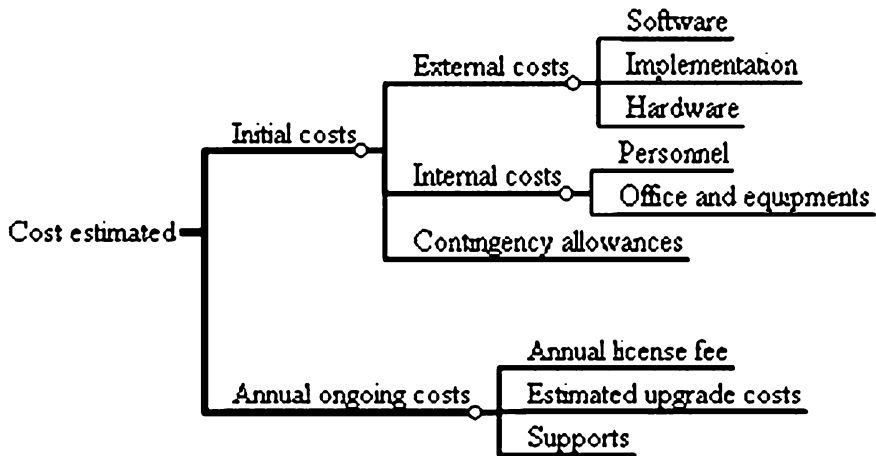 Software
External costs
Implementation
Hardware
Initial costs
Personnel
Internal costs
Office and equipments
Cost estimated
Contingency allowances
Annual license fee
Annual ongoing costs
Estimated upgrade costs
Supports